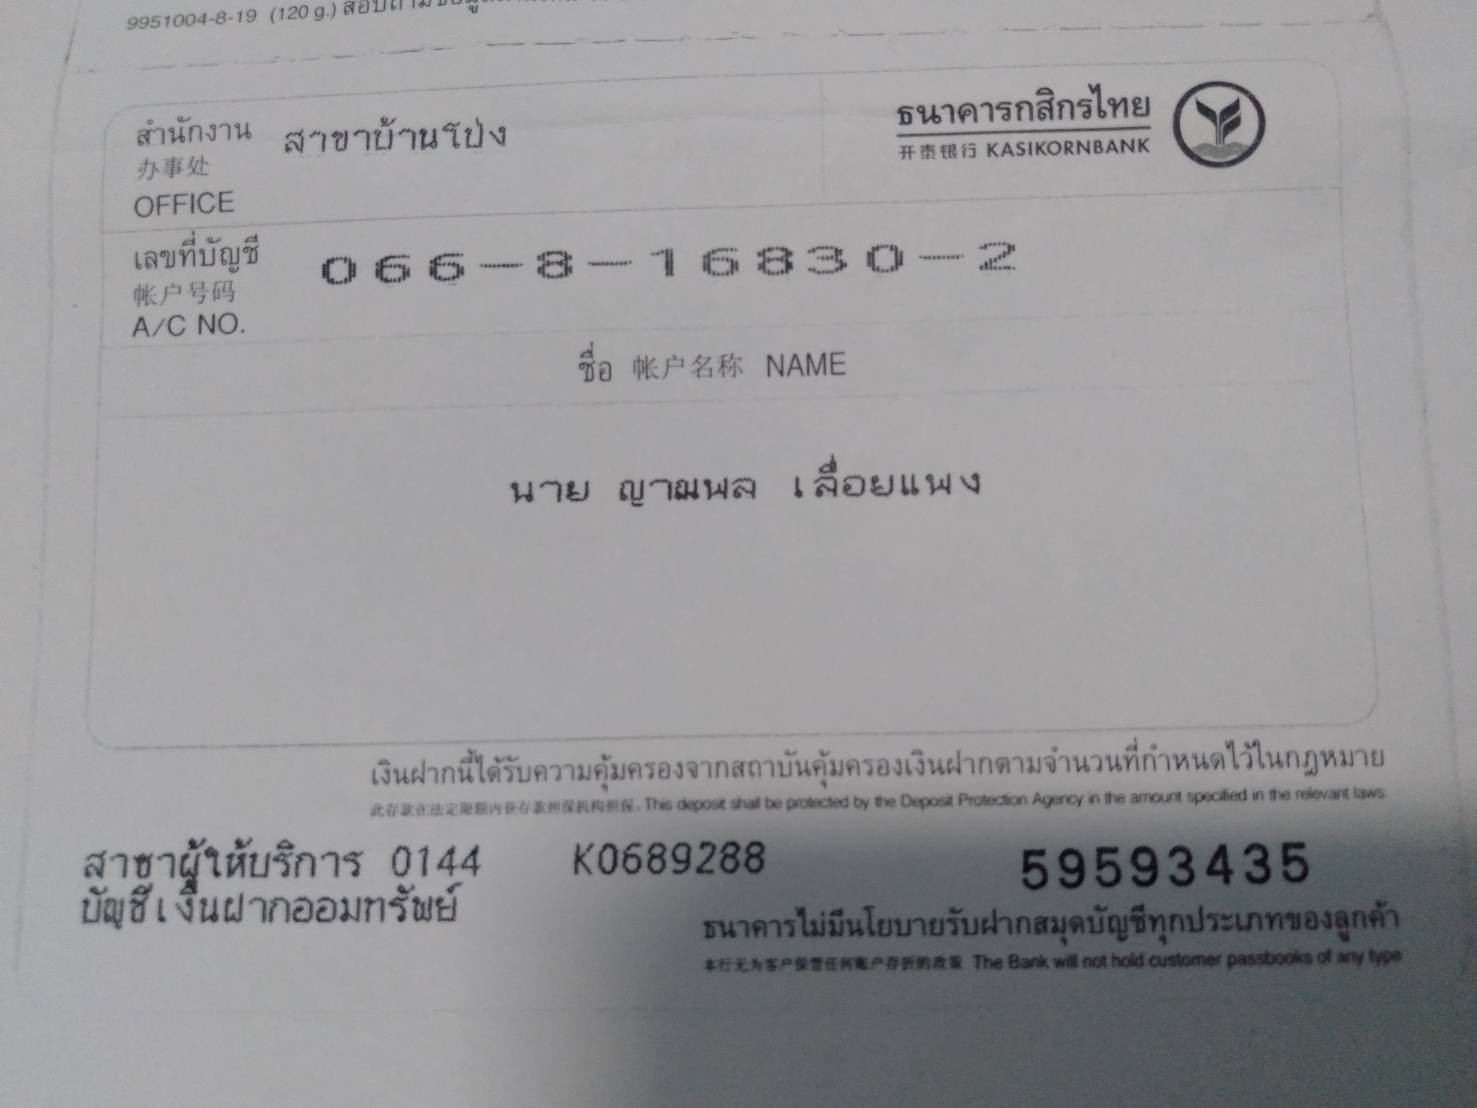 9951004-8-19 (120 g.)
สำนักงาน สาขาบ้านโป่ง
办事处
OFFICE
ธนาคารกสิกรไทย
开泰银行 KASIKORNBANK
เลขที่บัญชี 066-8-16830-2
帐户号码
A/C NO.
ชื่อ 帐户名称 NAME
นาย ญาณพล เลื่อยแพง
เงินฝากนี้ได้รับความคุ้มครองจากสถาบันคุ้มครองเงินฝากตามจำนวนที่กำหนดไว้ในกฎหมาย
此存款在法定限额内获存款担保机构担保. This deposit shall be protected by the Deposit Protection Agency in the amount specified in the relevant laws.
สาขาผู้ให้บริการ 0144 K0689288 59593435
บัญชีเงินฝากออมทรัพย์
ธนาคารไม่มีนโยบายรับฝากสมุดบัญชีทุกประเภทของลูกค้า
本行无为客户保管任何账户存折的政策 The Bank will not hold customer passbooks of any type